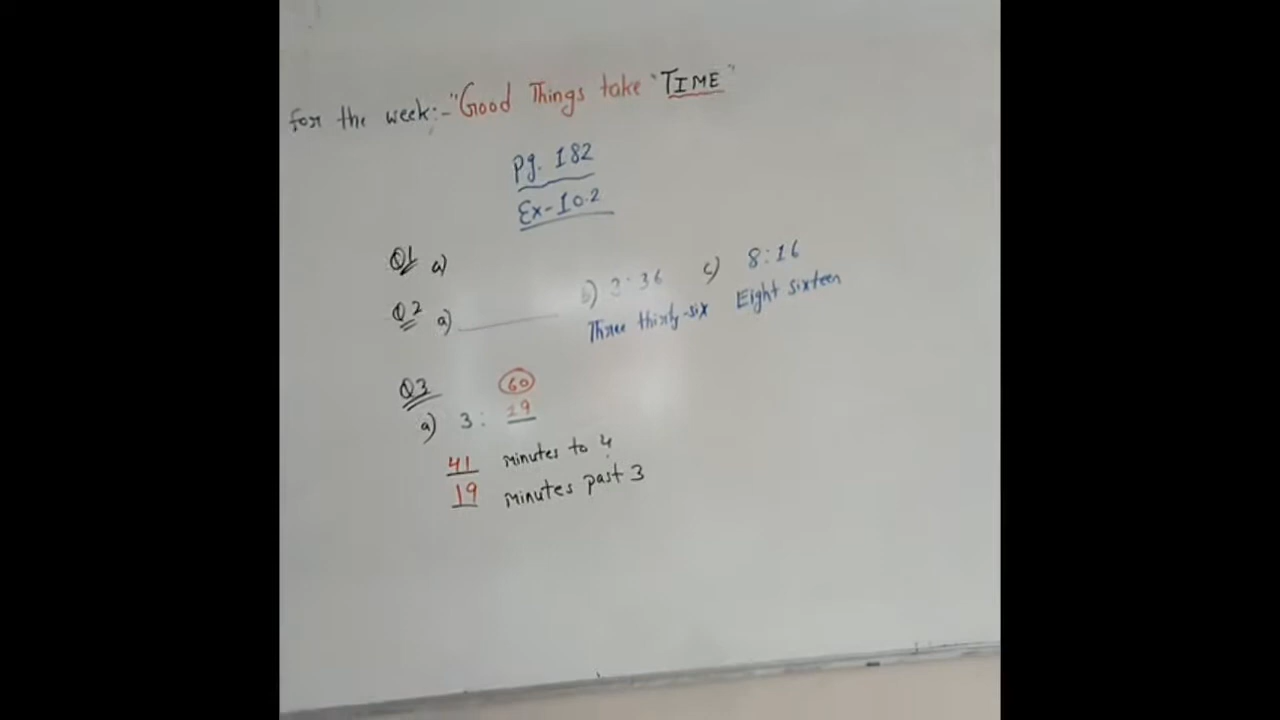 for the week:- "Good Things take "TIME"
Pg. 182
Ex-10.2
Q1 a)
Q2 a) b) 3:36 c) 8:16
Three thirty-six Eight sixteen
Q3
60
a) 3: 19
41 minutes to 4
19 minutes past 3